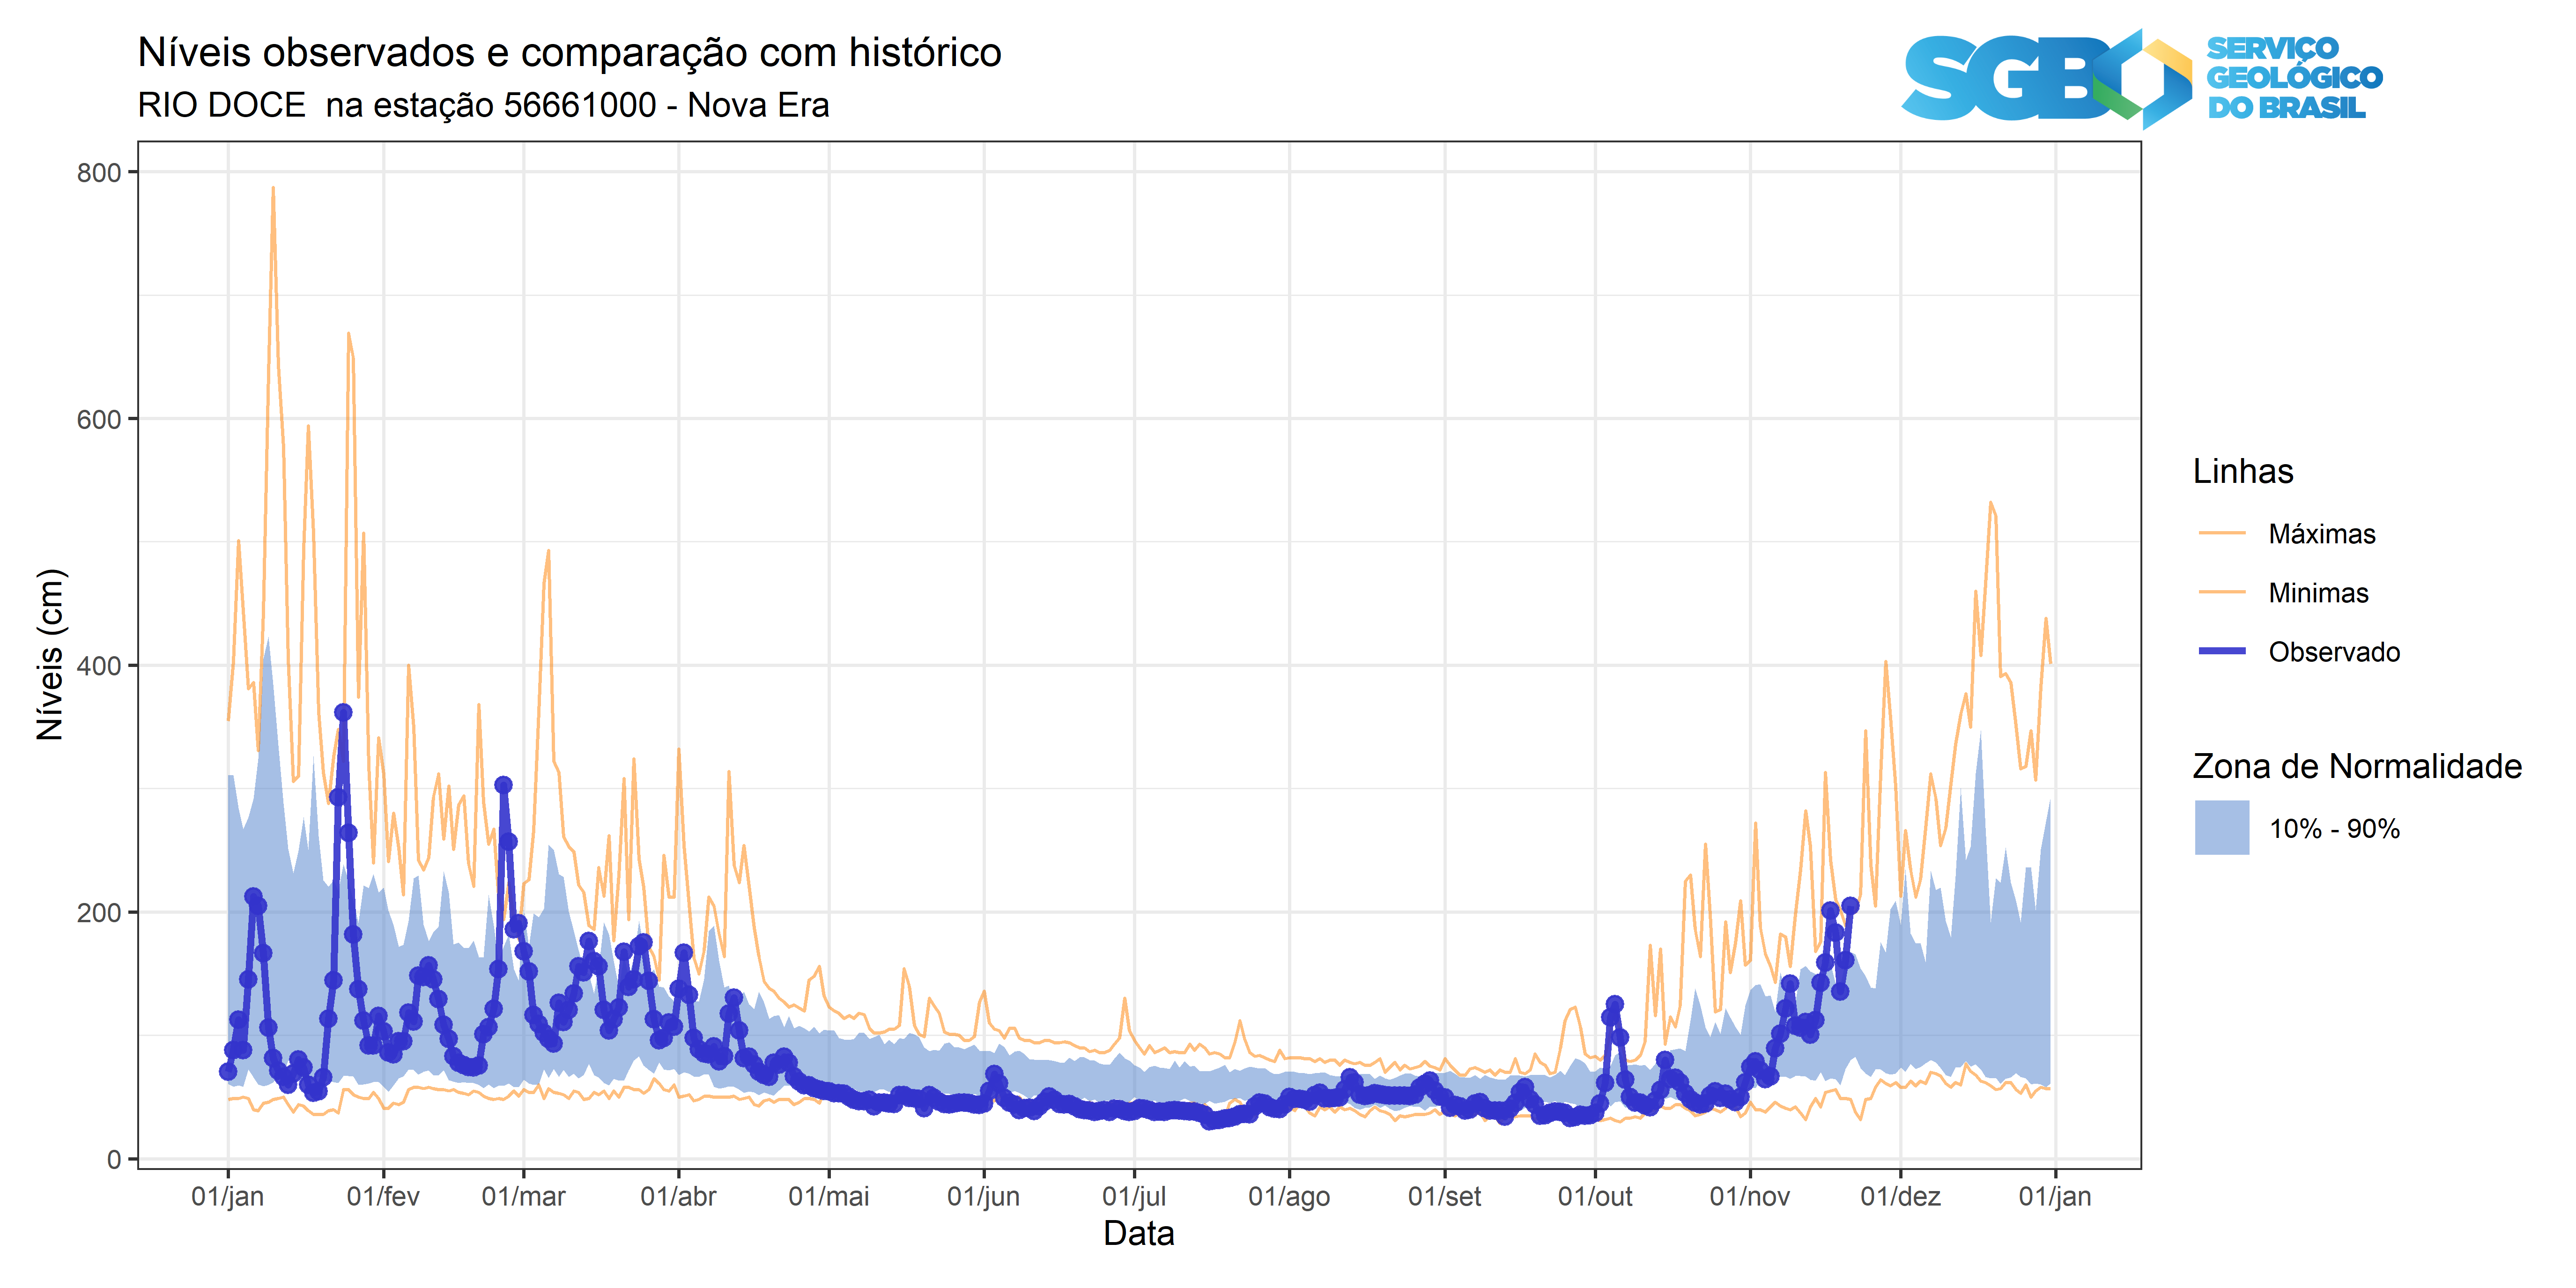 Níveis observados e comparação com histórico
RIO DOCE  na estação 56661000 - Nova Era
SGB
SERVIÇO
GEOLÓGICO
DO BRASIL
Níveis (cm)
800
600
400
200
0
01/jan
01/fev
01/mar
01/abr
01/mai
01/jun
01/jul
01/ago
01/set
01/out
01/nov
01/dez
01/jan
Data
Linhas
Máximas
Minimas
Observado
Zona de Normalidade
10% - 90%